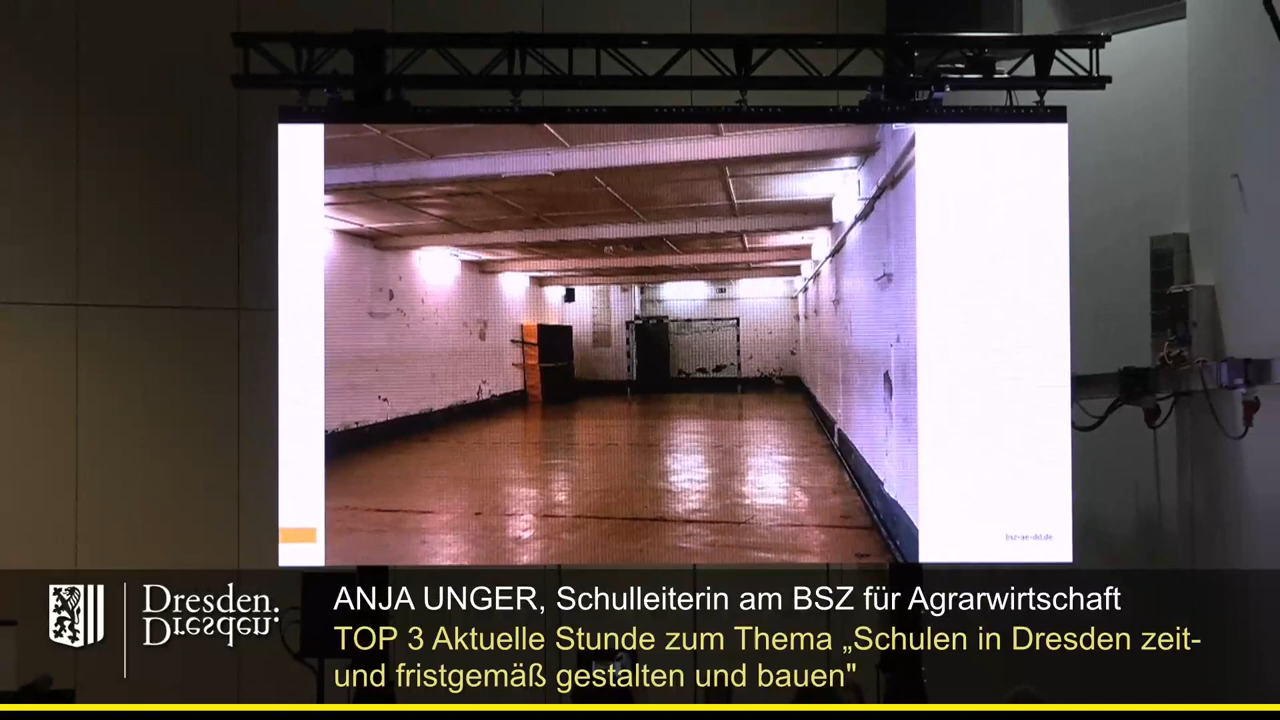 bsz-ae-dd.de
Dresden.
Dresden.
ANJA UNGER, Schulleiterin am BSZ für Agrarwirtschaft
TOP 3 Aktuelle Stunde zum Thema „Schulen in Dresden zeit-
und fristgemäß gestalten und bauen"